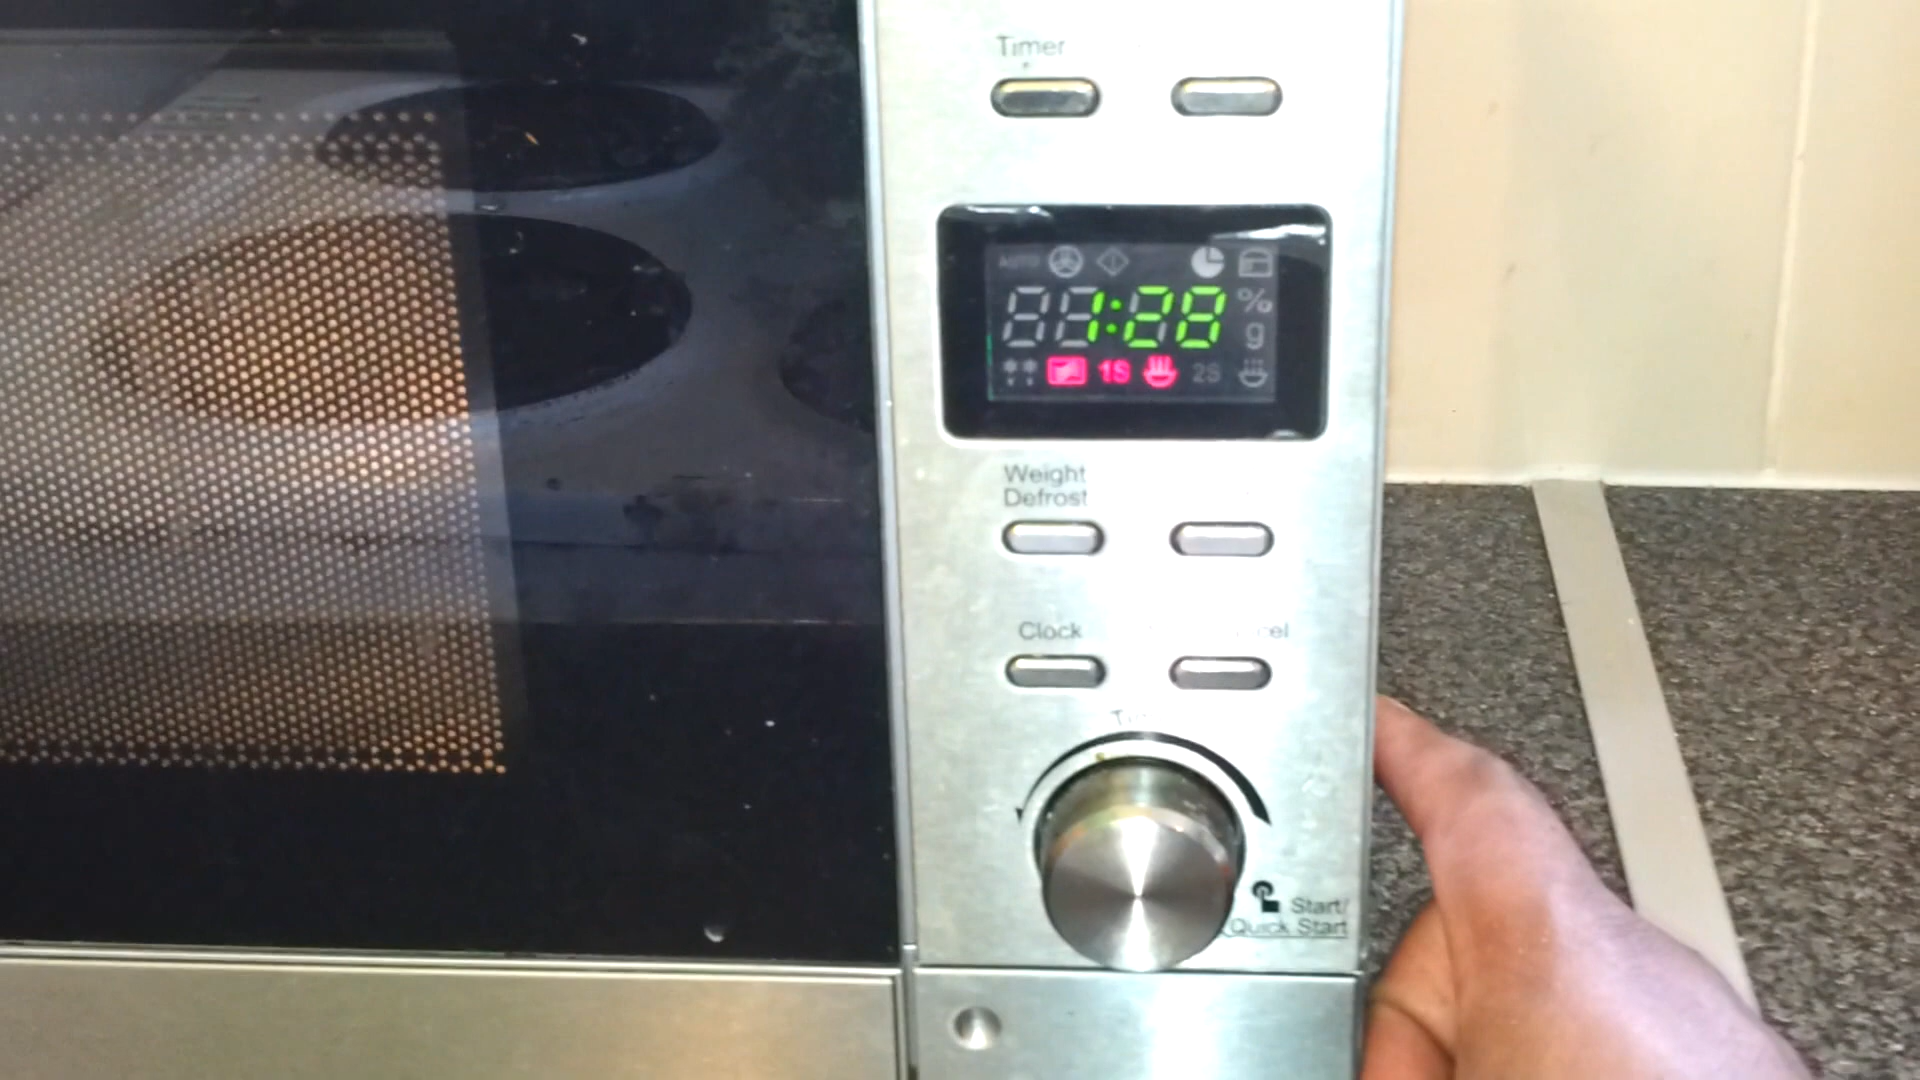 Timer
AUTO
1:28
%
g
1S 2S
Weight
Defrost
Clock
Start/
Quick Start